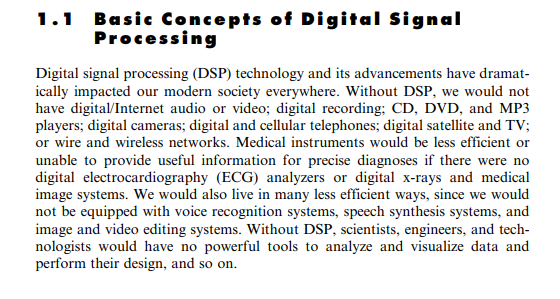 1.1 Basic Concepts of Digital Signal
Processing
Digital signal processing (DSP) technology and its advancements have dramat-
ically impacted our modern society everywhere. Without DSP, we would not
have digital/Internet audio or video; digital recording; CD, DVD, and MP3
players; digital cameras; digital and cellular telephones; digital satellite and TV;
or wire and wireless networks. Medical instruments would be less efficient or
unable to provide useful information for precise diagnoses if there were no
digital electrocardiography (ECG) analyzers or digital x-rays and medical
image systems. We would also live in many less efficient ways, since we would
not be equipped with voice recognition systems, speech synthesis systems, and
image and video editing systems. Without DSP, scientists, engineers, and tech-
nologists would have no powerful tools to analyze and visualize data and
perform their design, and so on.